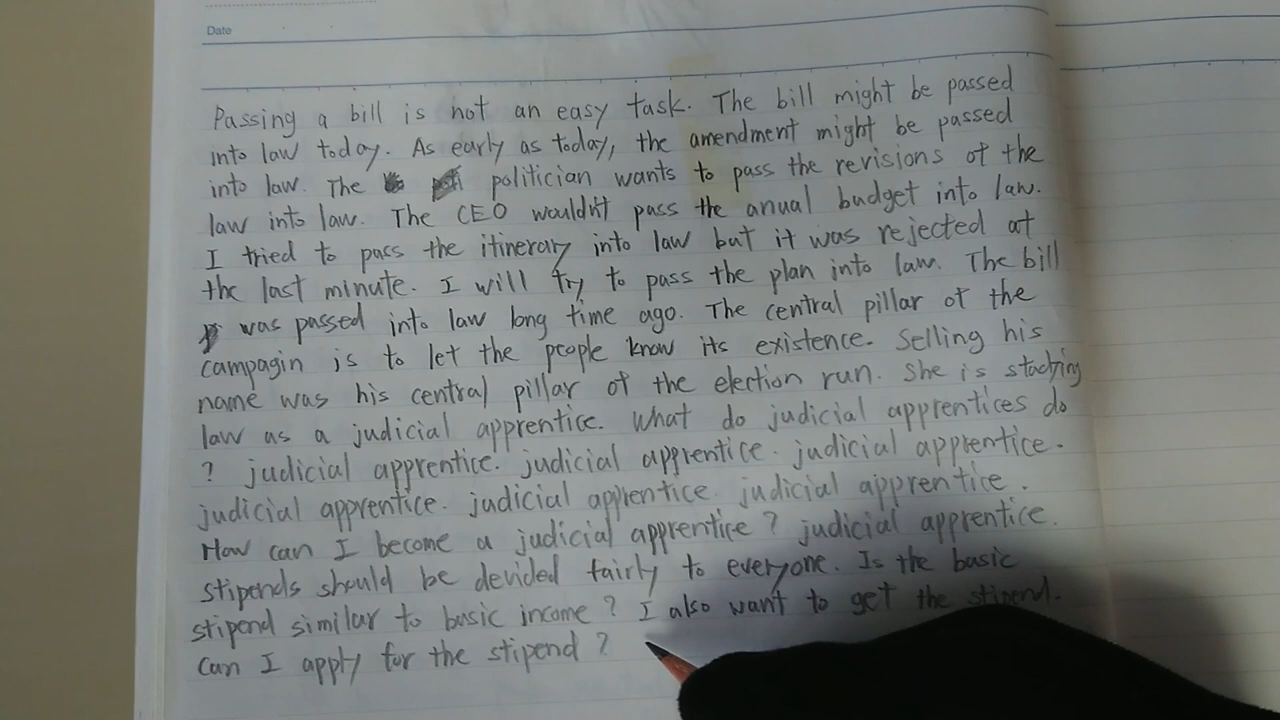 Date
Passing a bill is not an easy task. The bill might be passed
into law today. As early as today, the amendment might be passed
into law. The politician wants to pass the revisions of the
law into law. The CEO wouldn't pass the anual budget into law.
I tried to pass the itinerary into law but it was rejected at
the last minute. I will try to pass the plan into law. The bill
was passed into law long time ago. The central pillar of the
campagin is to let the people know its existence. Selling his
name was his central pillar of the election run. She is studying
law as a judicial apprentice. What do judicial apprentices do
? judicial apprentice. judicial apprentice. judicial apprentice.
judicial apprentice. judicial apprentice. judicial apprentice.
How can I become a judicial apprentice? judicial apprentice.
stipends should be devided fairly to everyone. Is the basic
stipend similar to basic income? I also want to get the stipend.
Can I apply for the stipend?